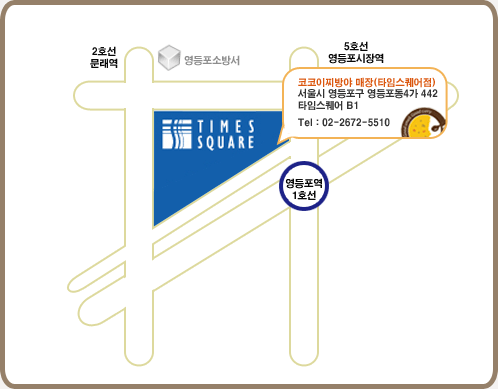 2호선
문래역
영등포소방서
5호선
영등포시장역
코코이찌방야 매장(타임스퀘어점)
서울시 영등포구 영등포동4가 442
타임스퀘어 B1
Tel : 02-2672-5510
TIMES
SQUARE
영등포역
1호선